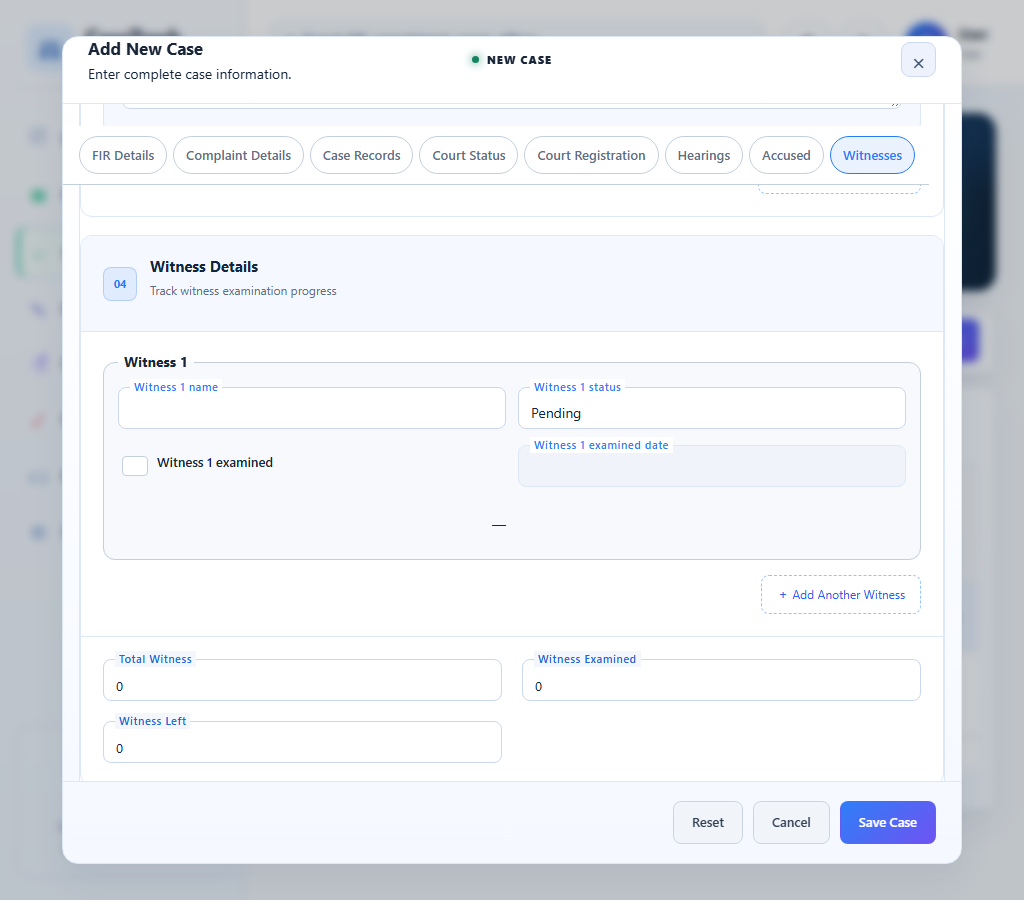 Add New Case
Enter complete case information.
NEW CASE
FIR Details
Complaint Details
Case Records
Court Status
Court Registration
Hearings
Accused
Witnesses
04
Witness Details
Track witness examination progress
Witness 1
Witness 1 name
Witness 1 status
Pending
Witness 1 examined
Witness 1 examined date
—
+ Add Another Witness
Total Witness
0
Witness Examined
0
Witness Left
0
Reset
Cancel
Save Case